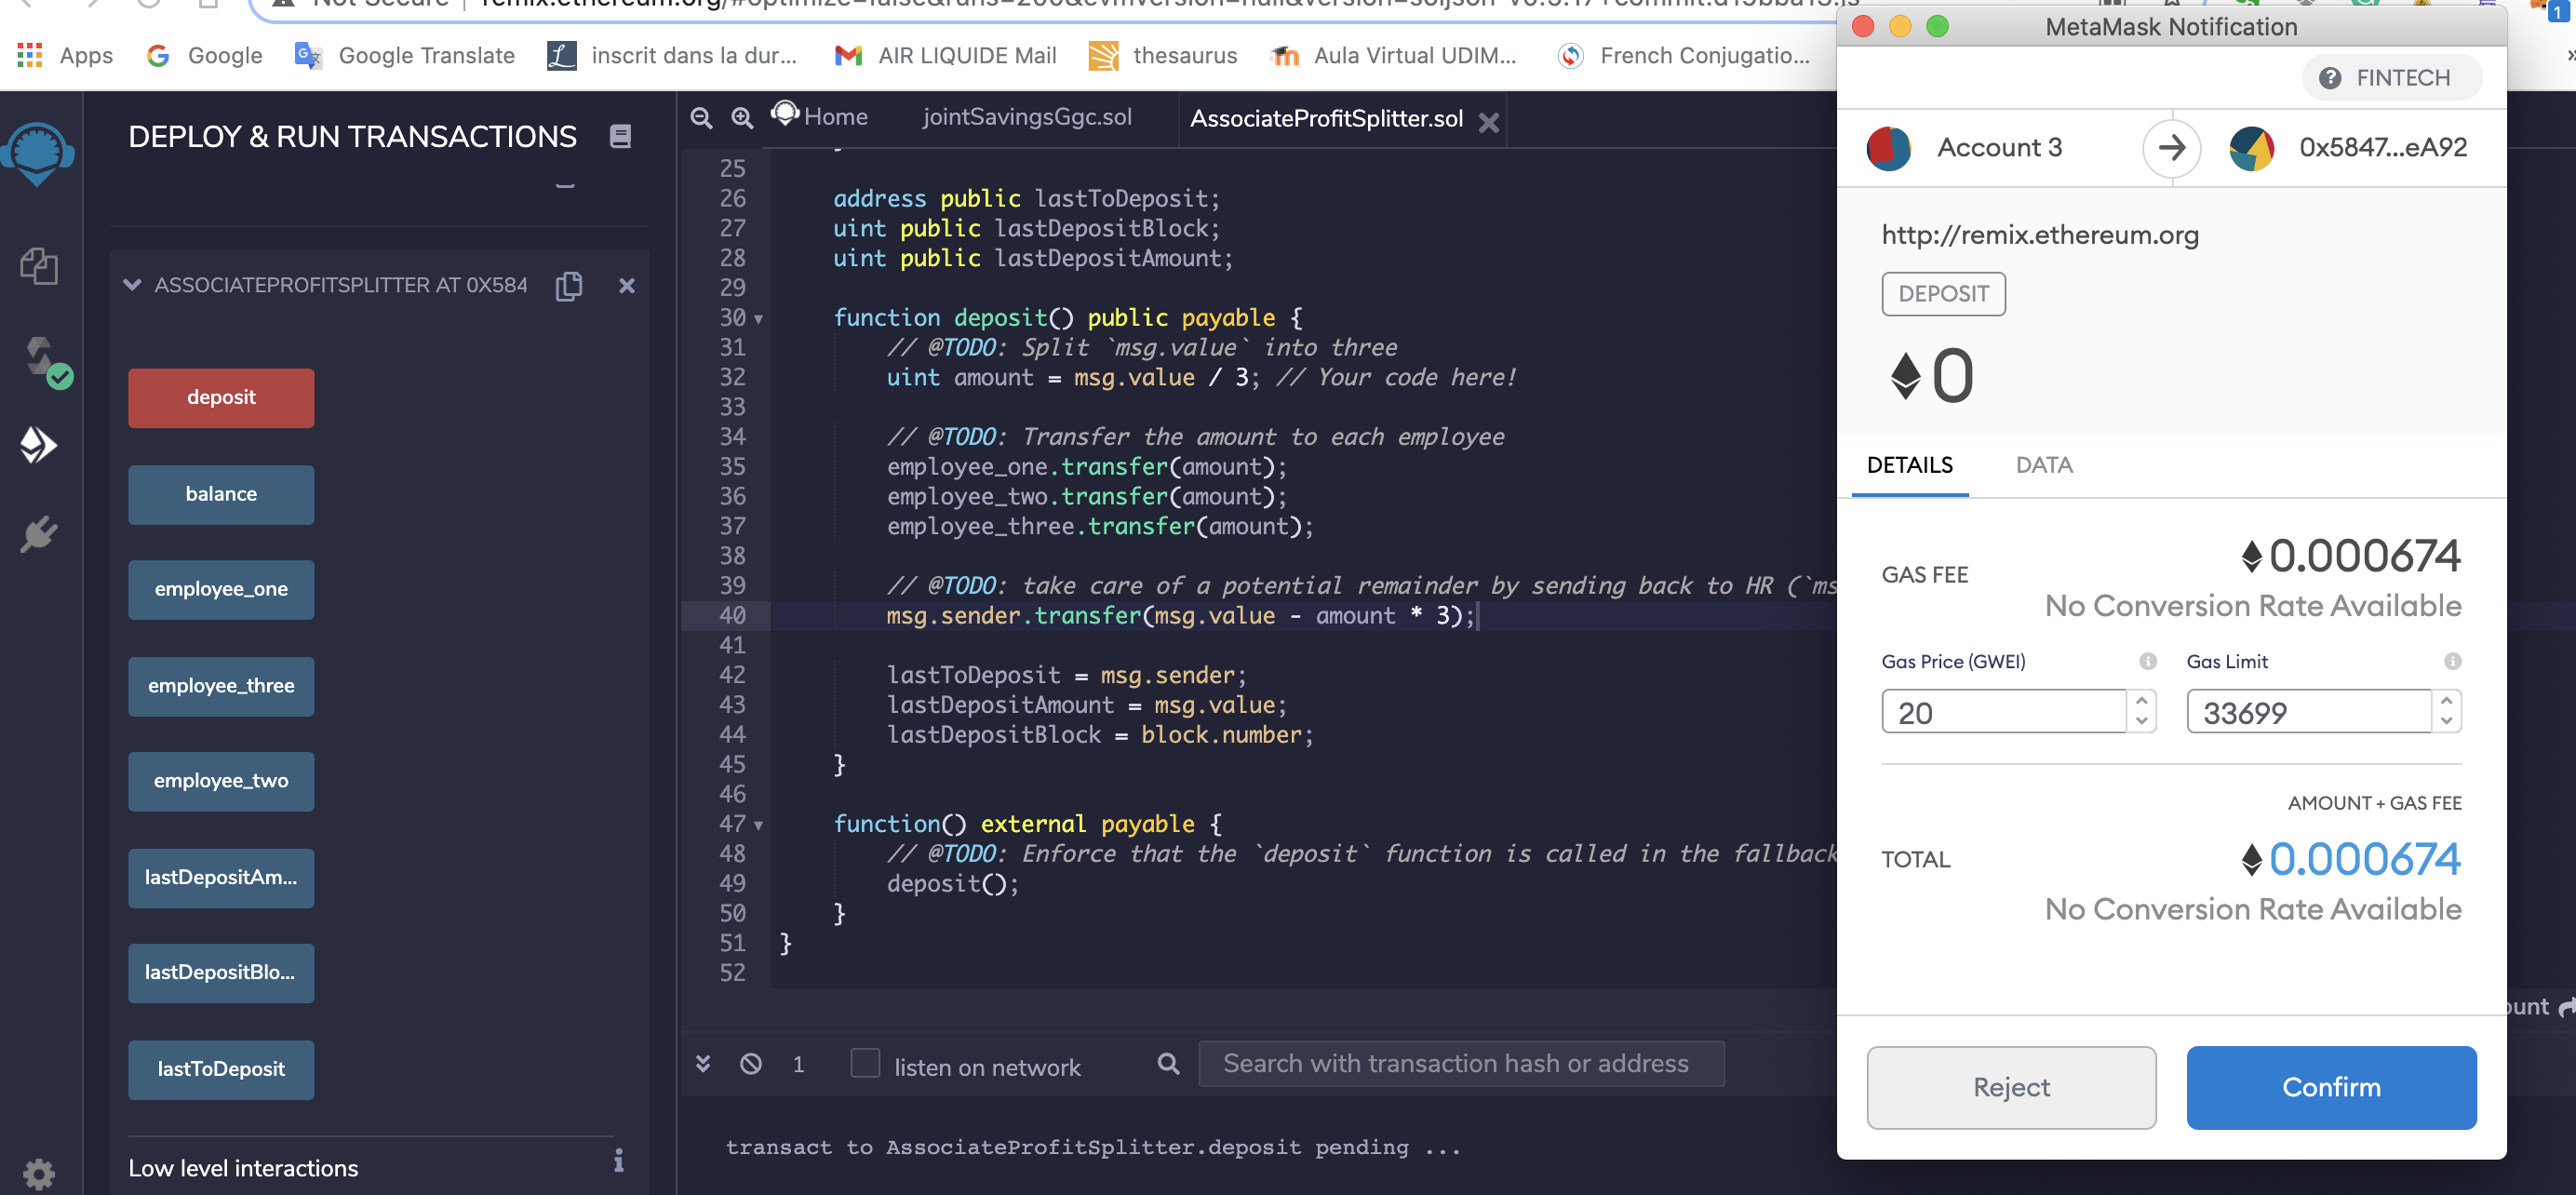 Not Secure | remix.ethereum.org/#optimize=false&runs=200&evmVersion=null&version=soljson-v0.5.17+commit.d19bba13.js
1
Apps Google Google Translate inscrit dans la dur... AIR LIQUIDE Mail thesaurus Aula Virtual UDIM... French Conjugatio... »
DEPLOY & RUN TRANSACTIONS
ASSOCIATEPROFITSPLITTER AT 0X584
deposit
balance
employee_one
employee_three
employee_two
lastDepositAm...
lastDepositBlo...
lastToDeposit
Low level interactions
Home jointSavingsGgc.sol AssociateProfitSplitter.sol
25 }
26 address public lastToDeposit;
27 uint public lastDepositBlock;
28 uint public lastDepositAmount;
29
30 function deposit() public payable {
31 // @TODO: Split `msg.value` into three
32 uint amount = msg.value / 3; // Your code here!
33
34 // @TODO: Transfer the amount to each employee
35 employee_one.transfer(amount);
36 employee_two.transfer(amount);
37 employee_three.transfer(amount);
38
39 // @TODO: take care of a potential remainder by sending back to HR (`ms
40 msg.sender.transfer(msg.value - amount * 3);
41
42 lastToDeposit = msg.sender;
43 lastDepositAmount = msg.value;
44 lastDepositBlock = block.number;
45 }
46
47 function() external payable {
48 // @TODO: Enforce that the `deposit` function is called in the fallback
49 deposit();
50 }
51 }
52
1 listen on network Search with transaction hash or address
transact to AssociateProfitSplitter.deposit pending ...
MetaMask Notification
FINTECH
Account 3 0x5847...eA92
http://remix.ethereum.org
DEPOSIT
0
DETAILS DATA
GAS FEE 0.000674
No Conversion Rate Available
Gas Price (GWEI) Gas Limit
20 33699
AMOUNT + GAS FEE
TOTAL 0.000674
No Conversion Rate Available
Reject Confirm